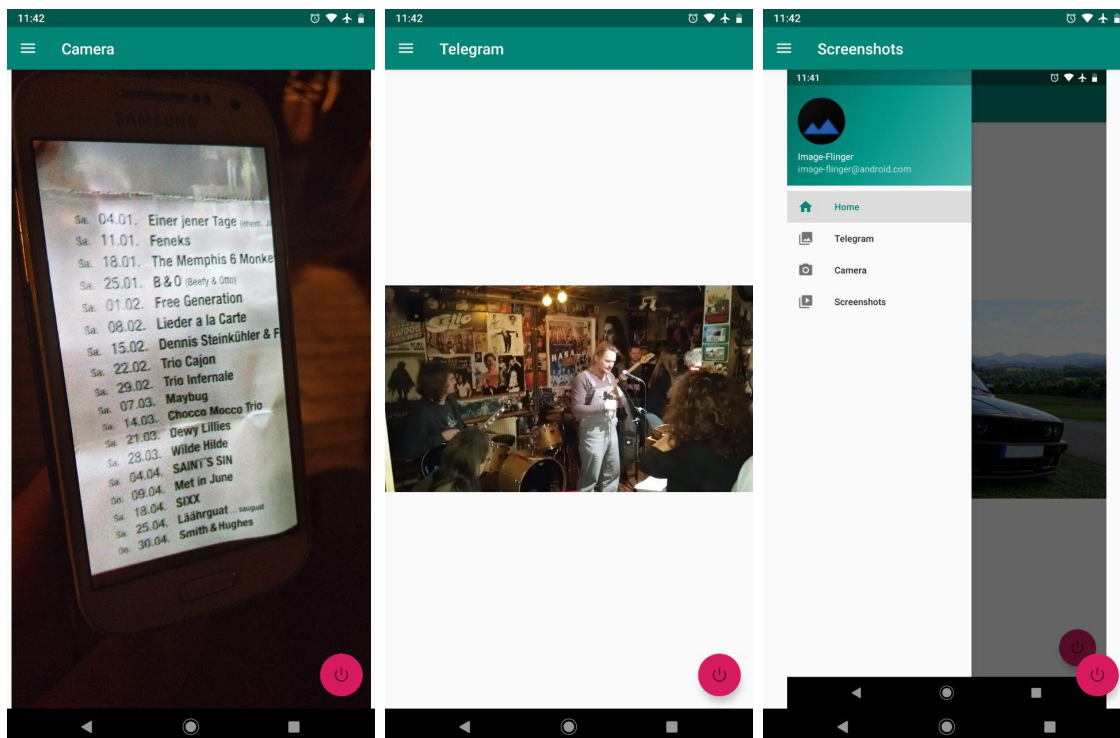 11:42
Camera
SAMSUNG
Sa. 04.01. Einer jener Tage
Sa. 11.01. Feneks
Sa. 18.01. The Memphis 6 Monke
Sa. 25.01. B & O (Beefy & Otto)
Sa. 01.02. Free Generation
Sa. 08.02. Lieder a la Carte
Sa. 15.02. Dennis Steinkühler & F
Sa. 22.02. Trio Cajon
Sa. 29.02. Trio Infernale
Sa. 07.03. Maybug
Sa. 14.03. Chocco Mocco Trio
Sa. 21.03. Dewy Lillies
Sa. 28.03. Wilde Hilde
Sa. 04.04. SAINT'S SIN
Do. 09.04. Met in June
Sa. 18.04. SIXX
Sa. 25.04. Läährguat ... sauguat
Do. 30.04. Smith & Hughes
11:42
Telegram
NASA
11:42
Screenshots
11:41
Image-Flinger
image-flinger@android.com
Home
Telegram
Camera
Screenshots